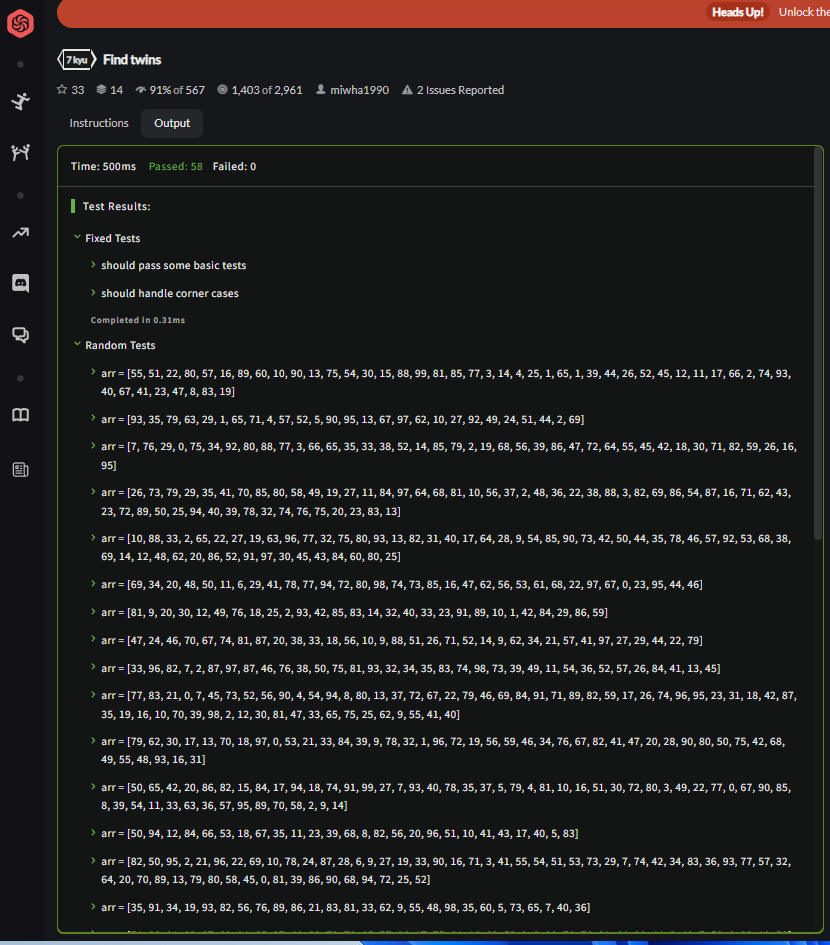 Heads Up! Unlock the
7 kyu Find twins
33 14 91% of 567 1,403 of 2,961 miwha1990 2 Issues Reported
Instructions Output
Time: 500ms Passed: 58 Failed: 0
Test Results:
Fixed Tests
should pass some basic tests
should handle corner cases
Completed in 0.31ms
Random Tests
arr = [55, 51, 22, 80, 57, 16, 89, 60, 10, 90, 13, 75, 54, 30, 15, 88, 99, 81, 85, 77, 3, 14, 4, 25, 1, 65, 1, 39, 44, 26, 52, 45, 12, 11, 17, 66, 2, 74, 93,
40, 67, 41, 23, 47, 8, 83, 19]
arr = [93, 35, 79, 63, 29, 1, 65, 71, 4, 57, 52, 5, 90, 95, 13, 67, 97, 62, 10, 27, 92, 49, 24, 51, 44, 2, 69]
arr = [7, 76, 29, 0, 75, 34, 92, 80, 88, 77, 3, 66, 65, 35, 33, 38, 52, 14, 85, 79, 2, 19, 68, 56, 39, 86, 47, 72, 64, 55, 45, 42, 18, 30, 71, 82, 59, 26, 16,
95]
arr = [26, 73, 79, 29, 35, 41, 70, 85, 80, 58, 49, 19, 27, 11, 84, 97, 64, 68, 81, 10, 56, 37, 2, 48, 36, 22, 38, 88, 3, 82, 69, 86, 54, 87, 16, 71, 62, 43,
23, 72, 89, 50, 25, 94, 40, 39, 78, 32, 74, 76, 75, 20, 23, 83, 13]
arr = [10, 88, 33, 2, 65, 22, 27, 19, 63, 96, 77, 32, 75, 80, 93, 13, 82, 31, 40, 17, 64, 28, 9, 54, 85, 90, 73, 42, 50, 44, 35, 78, 46, 57, 92, 53, 68, 38,
69, 14, 12, 48, 62, 20, 86, 52, 91, 97, 30, 45, 43, 84, 60, 80, 25]
arr = [69, 34, 20, 48, 50, 11, 6, 29, 41, 78, 77, 94, 72, 80, 98, 74, 73, 85, 16, 47, 62, 56, 53, 61, 68, 22, 97, 67, 0, 23, 95, 44, 46]
arr = [81, 9, 20, 30, 12, 49, 76, 18, 25, 2, 93, 42, 85, 83, 14, 32, 40, 33, 23, 91, 89, 10, 1, 42, 84, 29, 86, 59]
arr = [47, 24, 46, 70, 67, 74, 81, 87, 20, 38, 33, 18, 56, 10, 9, 88, 51, 26, 71, 52, 14, 9, 62, 34, 21, 57, 41, 97, 27, 29, 44, 22, 79]
arr = [33, 96, 82, 7, 2, 87, 97, 87, 46, 76, 38, 50, 75, 81, 93, 32, 34, 35, 83, 74, 98, 73, 39, 49, 11, 54, 36, 52, 57, 26, 84, 41, 13, 45]
arr = [77, 83, 21, 0, 7, 45, 73, 52, 56, 90, 4, 54, 94, 8, 80, 13, 37, 72, 67, 22, 79, 46, 69, 84, 91, 71, 89, 82, 59, 17, 26, 74, 96, 95, 23, 31, 18, 42, 87,
35, 19, 16, 10, 70, 39, 98, 2, 12, 30, 81, 47, 33, 65, 75, 25, 62, 9, 55, 41, 40]
arr = [79, 62, 30, 17, 13, 70, 18, 97, 0, 53, 21, 33, 84, 39, 9, 78, 32, 1, 96, 72, 19, 56, 59, 46, 34, 76, 67, 82, 41, 47, 20, 28, 90, 80, 50, 75, 42, 68,
49, 55, 48, 93, 16, 31]
arr = [50, 65, 42, 20, 86, 82, 15, 84, 17, 94, 18, 74, 91, 99, 27, 7, 93, 40, 78, 35, 37, 5, 79, 4, 81, 10, 16, 51, 30, 72, 80, 3, 49, 22, 77, 0, 67, 90, 85,
8, 39, 54, 11, 33, 63, 36, 57, 95, 89, 70, 58, 2, 9, 14]
arr = [50, 94, 12, 84, 66, 53, 18, 67, 35, 11, 23, 39, 68, 8, 82, 56, 20, 96, 51, 10, 41, 43, 17, 40, 5, 83]
arr = [82, 50, 95, 2, 21, 96, 22, 69, 10, 78, 24, 87, 28, 6, 9, 27, 19, 33, 90, 16, 71, 3, 41, 55, 54, 51, 53, 73, 29, 7, 74, 42, 34, 83, 36, 93, 77, 57, 32,
64, 20, 70, 89, 13, 79, 80, 58, 45, 0, 81, 39, 86, 90, 68, 94, 72, 25, 52]
arr = [35, 91, 34, 19, 93, 82, 56, 76, 89, 86, 21, 83, 81, 33, 62, 9, 55, 48, 98, 35, 60, 5, 73, 65, 7, 40, 36]